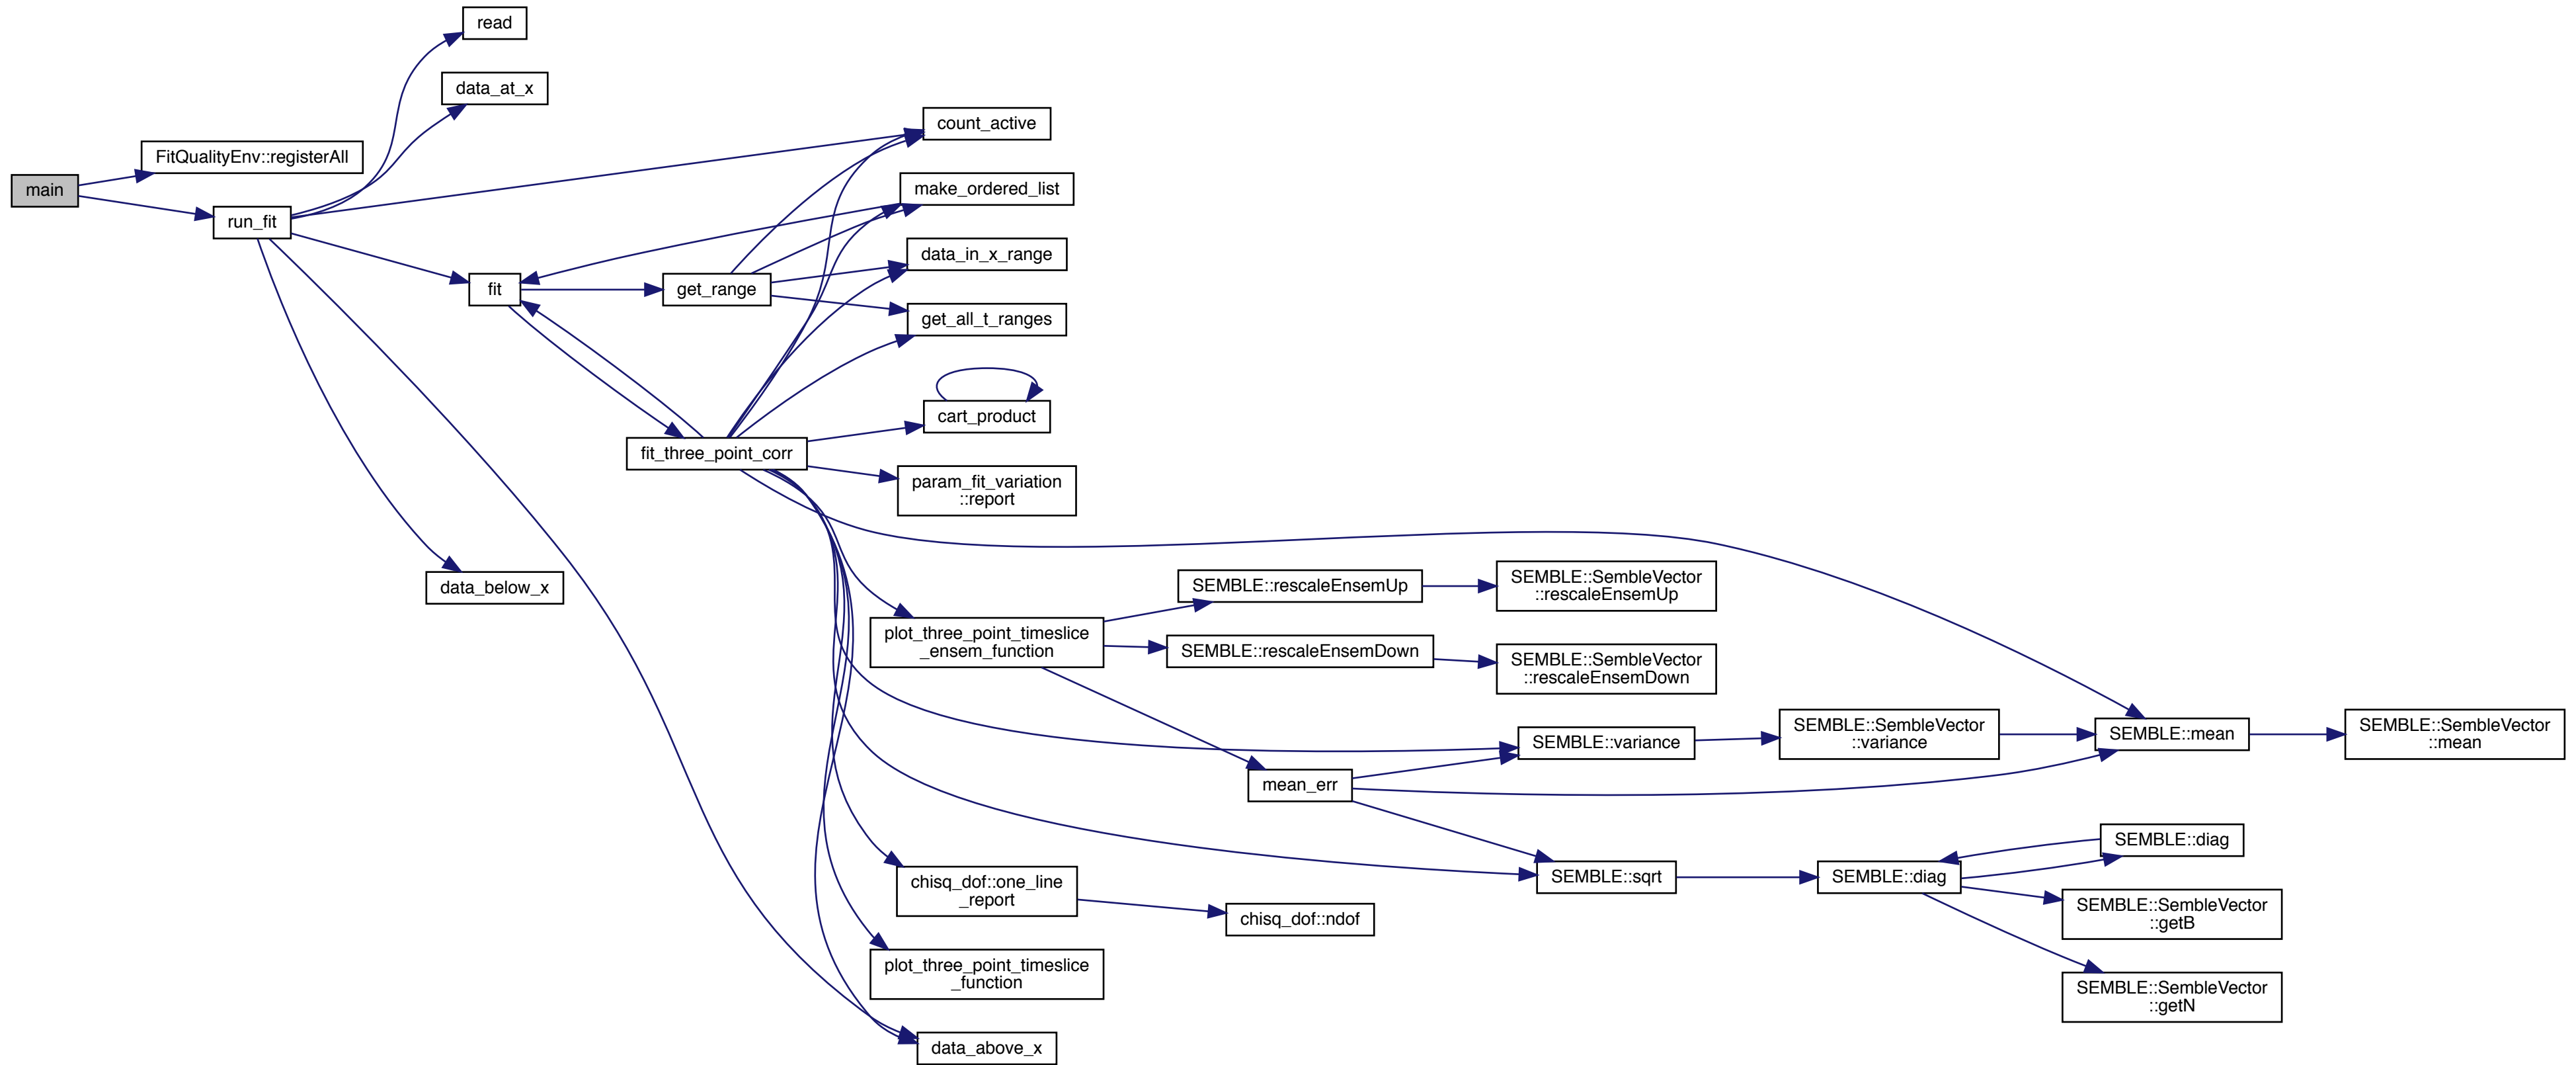 read
data_at_x
count_active
FitQualityEnv::registerAll
main
make_ordered_list
run_fit
data_in_x_range
fit
get_range
get_all_t_ranges
cart_product
fit_three_point_corr
param_fit_variation
::report
data_below_x
SEMBLE::rescaleEnsemUp
SEMBLE::SembleVector
::rescaleEnsemUp
plot_three_point_timeslice
_ensem_function
SEMBLE::rescaleEnsemDown
SEMBLE::SembleVector
::rescaleEnsemDown
SEMBLE::variance
SEMBLE::SembleVector
::variance
SEMBLE::mean
SEMBLE::SembleVector
::mean
mean_err
SEMBLE::diag
chisq_dof::one_line
_report
SEMBLE::sqrt
SEMBLE::diag
chisq_dof::ndof
SEMBLE::SembleVector
::getB
plot_three_point_timeslice
_function
SEMBLE::SembleVector
::getN
data_above_x